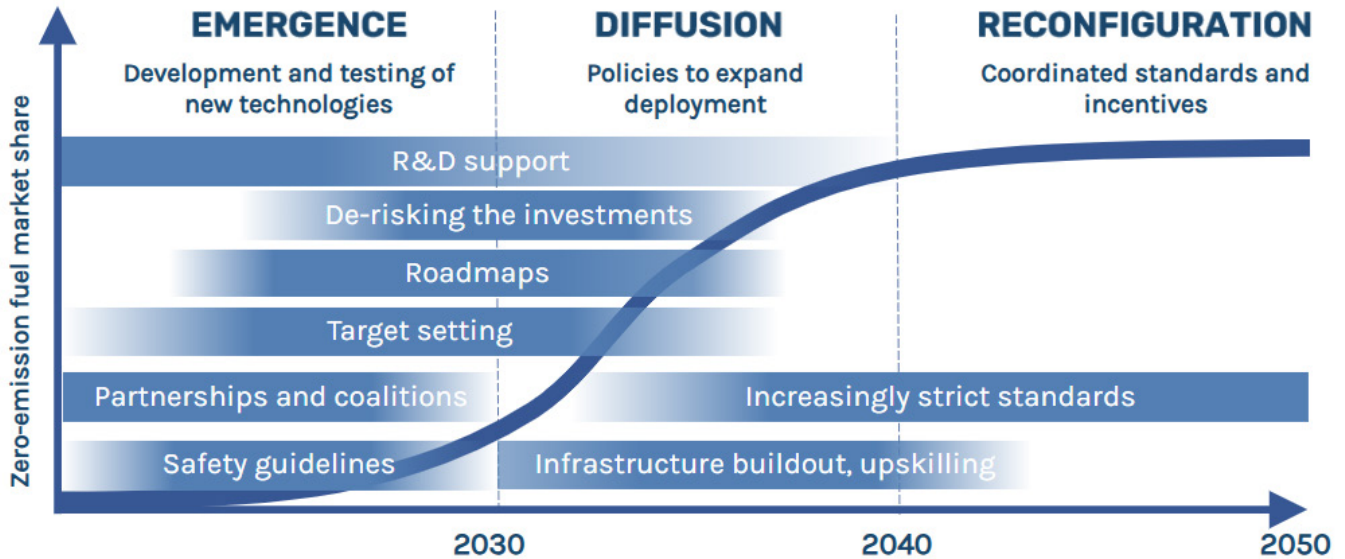 EMERGENCE
Development and testing of
new technologies
DIFFUSION
Policies to expand
deployment
RECONFIGURATION
Coordinated standards and
incentives
Zero-emission fuel market share
R&D support
De-risking the investments
Roadmaps
Target setting
Partnerships and coalitions
Increasingly strict standards
Safety guidelines
Infrastructure buildout, upskilling
2030
2040
2050